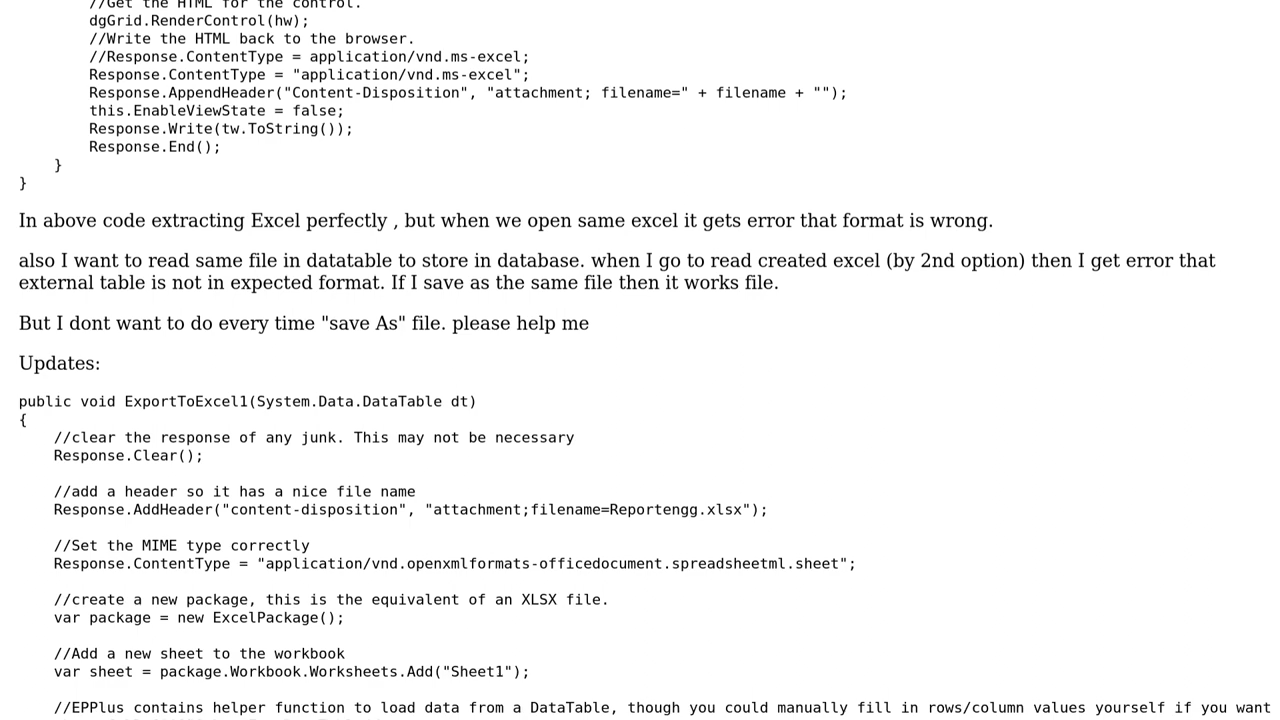 //Get the HTML for the control.
dgGrid.RenderControl(hw);
//Write the HTML back to the browser.
//Response.ContentType = application/vnd.ms-excel;
Response.ContentType = "application/vnd.ms-excel";
Response.AppendHeader("Content-Disposition", "attachment; filename=" + filename + "");
this.EnableViewState = false;
Response.Write(tw.ToString());
Response.End();
}
}
In above code extracting Excel perfectly , but when we open same excel it gets error that format is wrong.
also I want to read same file in datatable to store in database. when I go to read created excel (by 2nd option) then I get error that
external table is not in expected format. If I save as the same file then it works file.
But I dont want to do every time "save As" file. please help me
Updates:
public void ExportToExcel1(System.Data.DataTable dt)
{
//clear the response of any junk. This may not be necessary
Response.Clear();
//add a header so it has a nice file name
Response.AddHeader("content-disposition", "attachment;filename=Reportengg.xlsx");
//Set the MIME type correctly
Response.ContentType = "application/vnd.openxmlformats-officedocument.spreadsheetml.sheet";
//create a new package, this is the equivalent of an XLSX file.
var package = new ExcelPackage();
//Add a new sheet to the workbook
var sheet = package.Workbook.Worksheets.Add("Sheet1");
//EPPlus contains helper function to load data from a DataTable, though you could manually fill in rows/column values yourself if you want